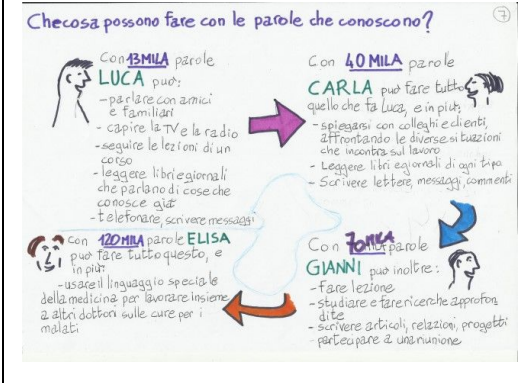 Checosa possono fare con le parole che conoscono?
7
Con 13MILA parole
LUCA può:
-parlare con amici
e familiari
- capire la TV e la radio
-seguire le lezioni di un
corso
-leggere libri e giornali
che parlano di cose che
conosce già
-telefonare, scrivere messaggi
Con 40 MILA parole
CARLA può fare tutto
quello che fa Luca, e in più:
-spiegarsi con colleghi e clienti,
affrontando le diverse situazioni
che incontra sul lavoro
- Leggere libri e giornali di ogni tipo
- Scrivere lettere, messaggi, commenti
Con 70MILA parole
GIANNI può inoltre:
-fare lezione
-studiare e fare ricerche approfon
dite
-scrivere articoli, relazioni, progetti
-partecipare a una riunione
Con 120MILA parole ELISA
può fare tutto questo, e
in più:
-usare il linguaggio speciale
della medicina per lavorare insieme
a altri dottori sulle cure per i
malati